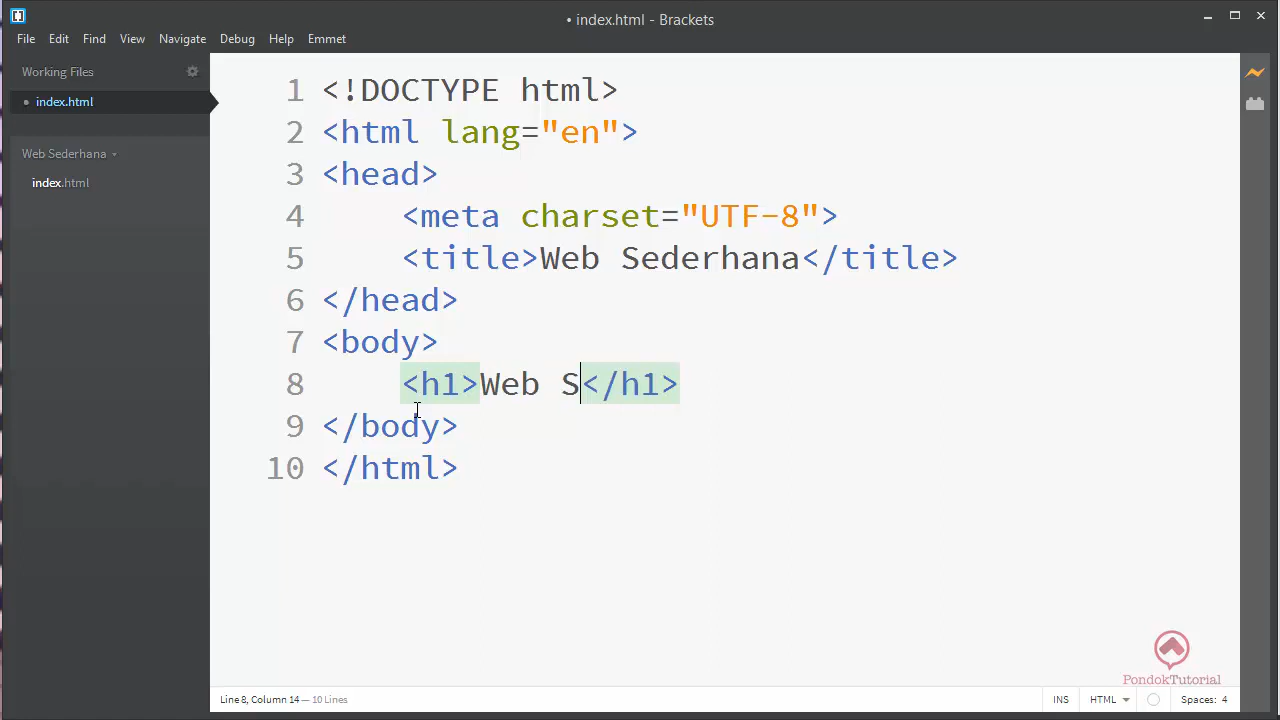 • index.html - Brackets
File Edit Find View Navigate Debug Help Emmet
Working Files
index.html
Web Sederhana
index.html
1 <!DOCTYPE html>
2 <html lang="en">
3 <head>
4     <meta charset="UTF-8">
5     <title>Web Sederhana</title>
6 </head>
7 <body>
8     <h1>Web S</h1>
9 </body>
10 </html>
PondokTutorial
Line 8, Column 14 — 10 Lines
INS HTML Spaces: 4